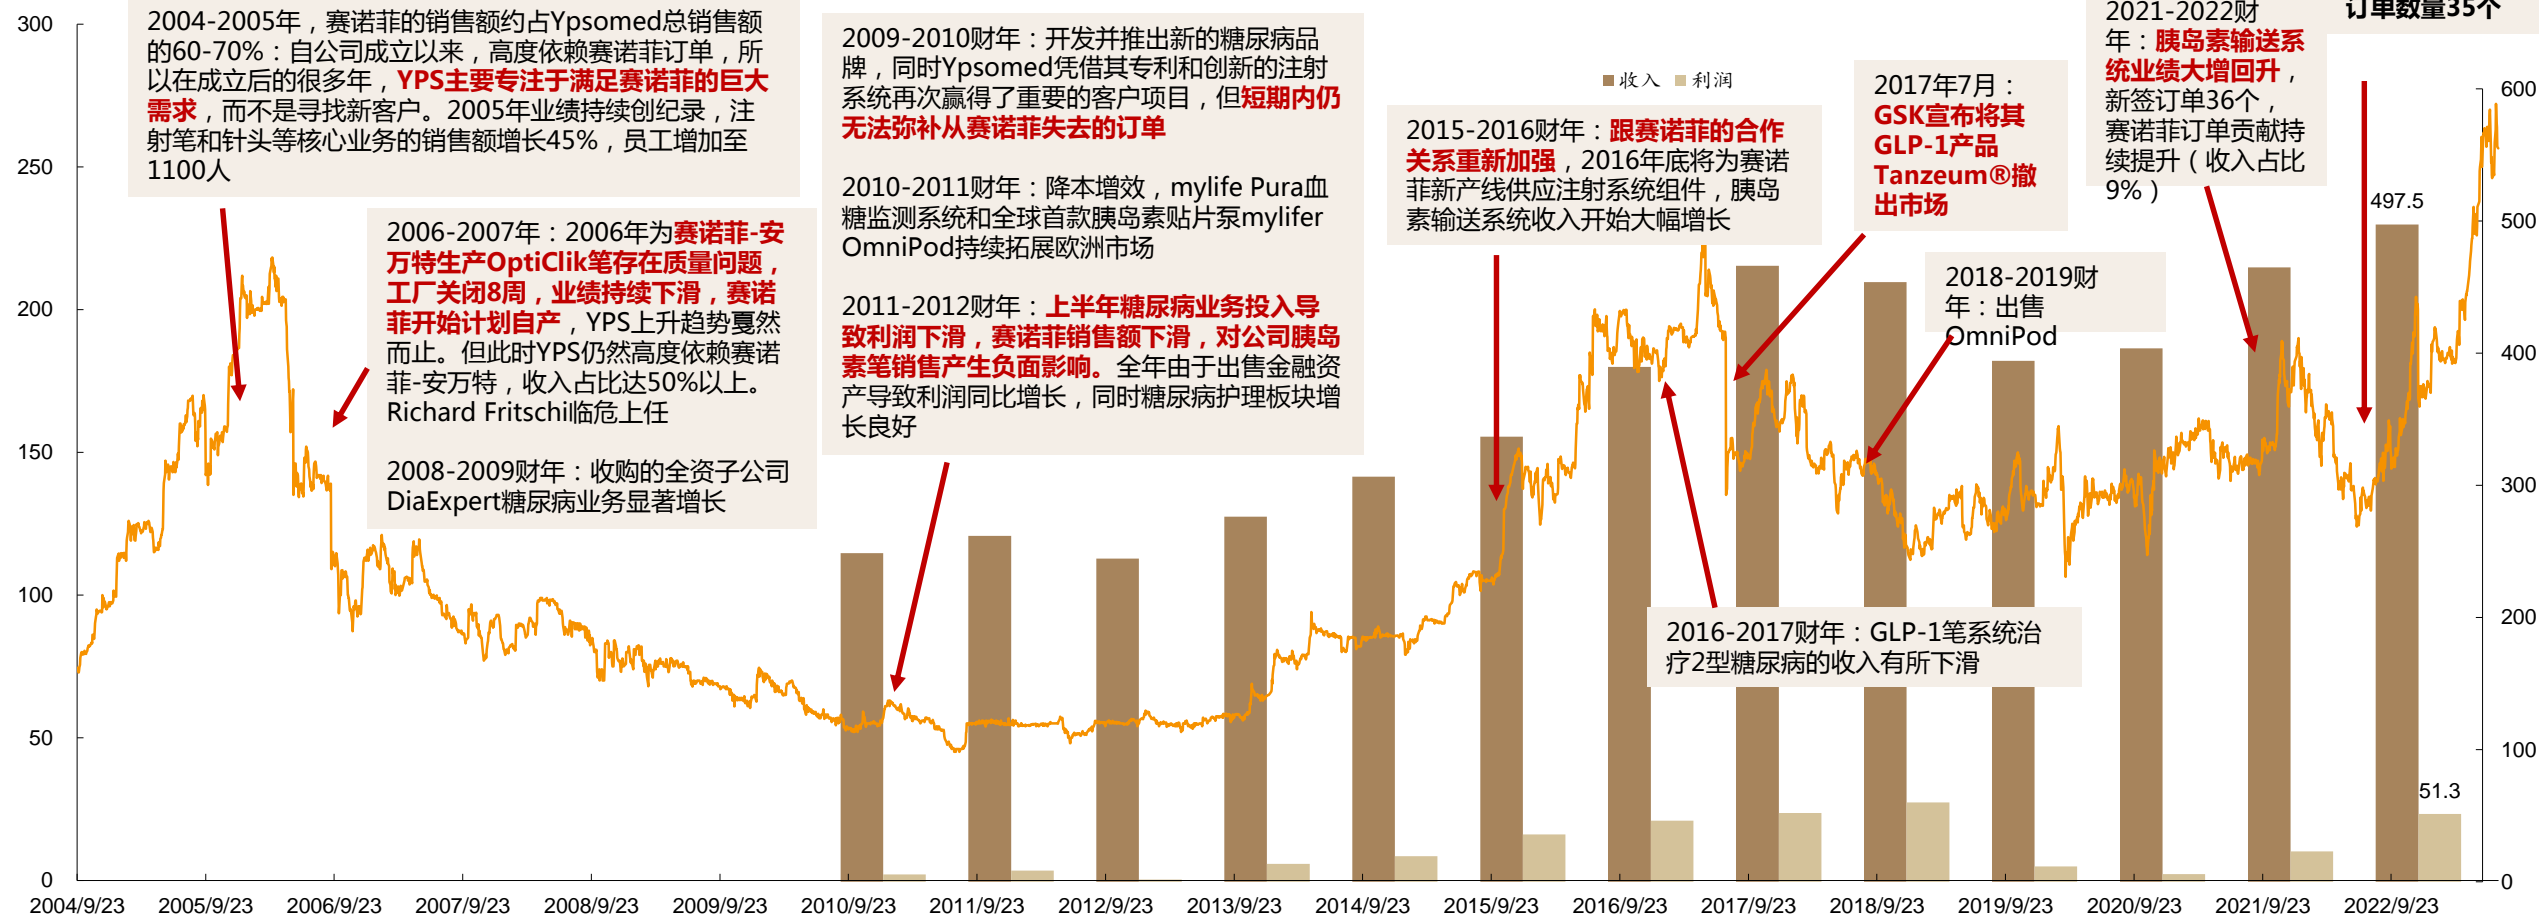 2004-2005年，赛诺菲的销售额约占Ypsomed总销售额
的60-70%：自公司成立以来，高度依赖赛诺菲订单，所
以在成立后的很多年，YPS主要专注于满足赛诺菲的巨大
需求，而不是寻找新客户。2005年业绩持续创纪录，注
射笔和针头等核心业务的销售额增长45%，员工增加至
1100人
2006-2007年：2006年为赛诺菲-安
万特生产OptiClik笔存在质量问题，
工厂关闭8周，业绩持续下滑，赛诺
菲开始计划自产，YPS上升趋势戛然
而止。但此时YPS仍然高度依赖赛诺
菲-安万特，收入占比达50%以上。
Richard Fritschi临危上任
2008-2009财年：收购的全资子公司
DiaExpert糖尿病业务显著增长
2009-2010财年：开发并推出新的糖尿病品
牌，同时Ypsomed凭借其专利和创新的注射
系统再次赢得了重要的客户项目，但短期内仍
无法弥补从赛诺菲失去的订单
2010-2011财年：降本增效，mylife Pura血
糖监测系统和全球首款胰岛素贴片泵mylifer
OmniPod持续拓展欧洲市场
2011-2012财年：上半年糖尿病业务投入导
致利润下滑，赛诺菲销售额下滑，对公司胰岛
素笔销售产生负面影响。全年由于出售金融资
产导致利润同比增长，同时糖尿病护理板块增
长良好
收入 利润
2015-2016财年：跟赛诺菲的合作
关系重新加强，2016年底将为赛诺
菲新产线供应注射系统组件，胰岛
素输送系统收入开始大幅增长
2017年7月：
GSK宣布将其
GLP-1产品
Tanzeum®撤
出市场
2016-2017财年：GLP-1笔系统治
疗2型糖尿病的收入有所下滑
2018-2019财
年：出售
OmniPod
2021-2022财
年：胰岛素输送系
统业绩大增回升，
新签订单36个，
赛诺菲订单贡献持
续提升（收入占比
9%）
订单数量35个
497.5
51.3
300
250
200
150
100
50
0
600
500
400
300
200
100
0
2004/9/23 2005/9/23 2006/9/23 2007/9/23 2008/9/23 2009/9/23 2010/9/23 2011/9/23 2012/9/23 2013/9/23 2014/9/23 2015/9/23 2016/9/23 2017/9/23 2018/9/23 2019/9/23 2020/9/23 2021/9/23 2022/9/23